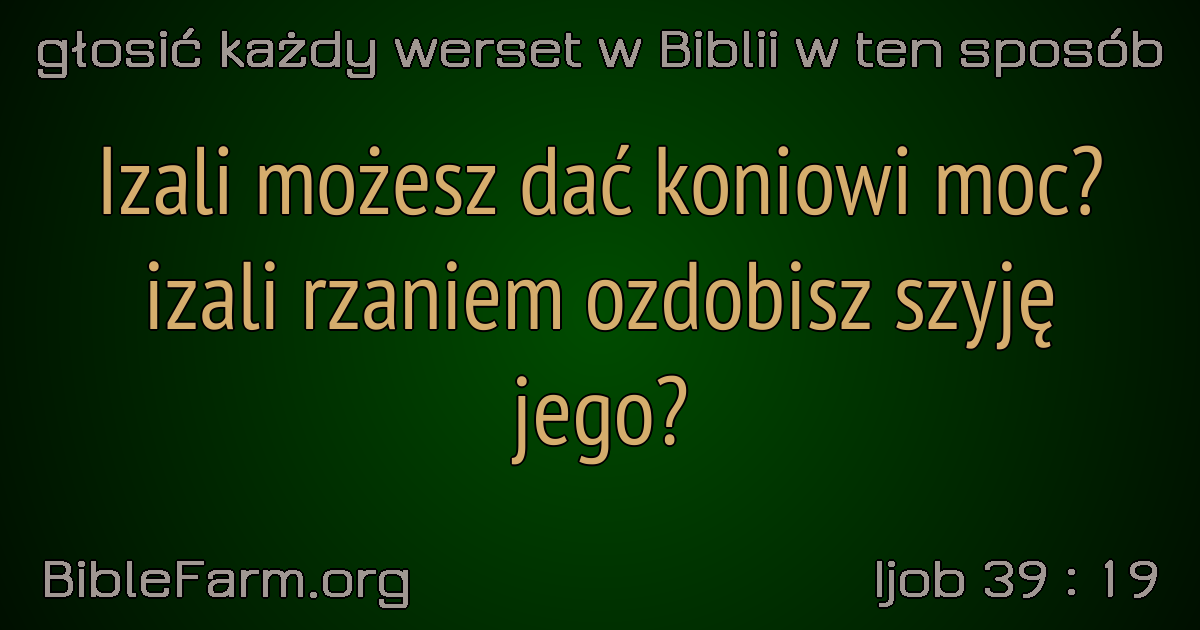 głosić każdy werset w Biblii w ten sposób
Izali możesz dać koniowi moc?
izali rzaniem ozdobisz szyję
jego?
BibleFarm.org
Ijob 39 : 19